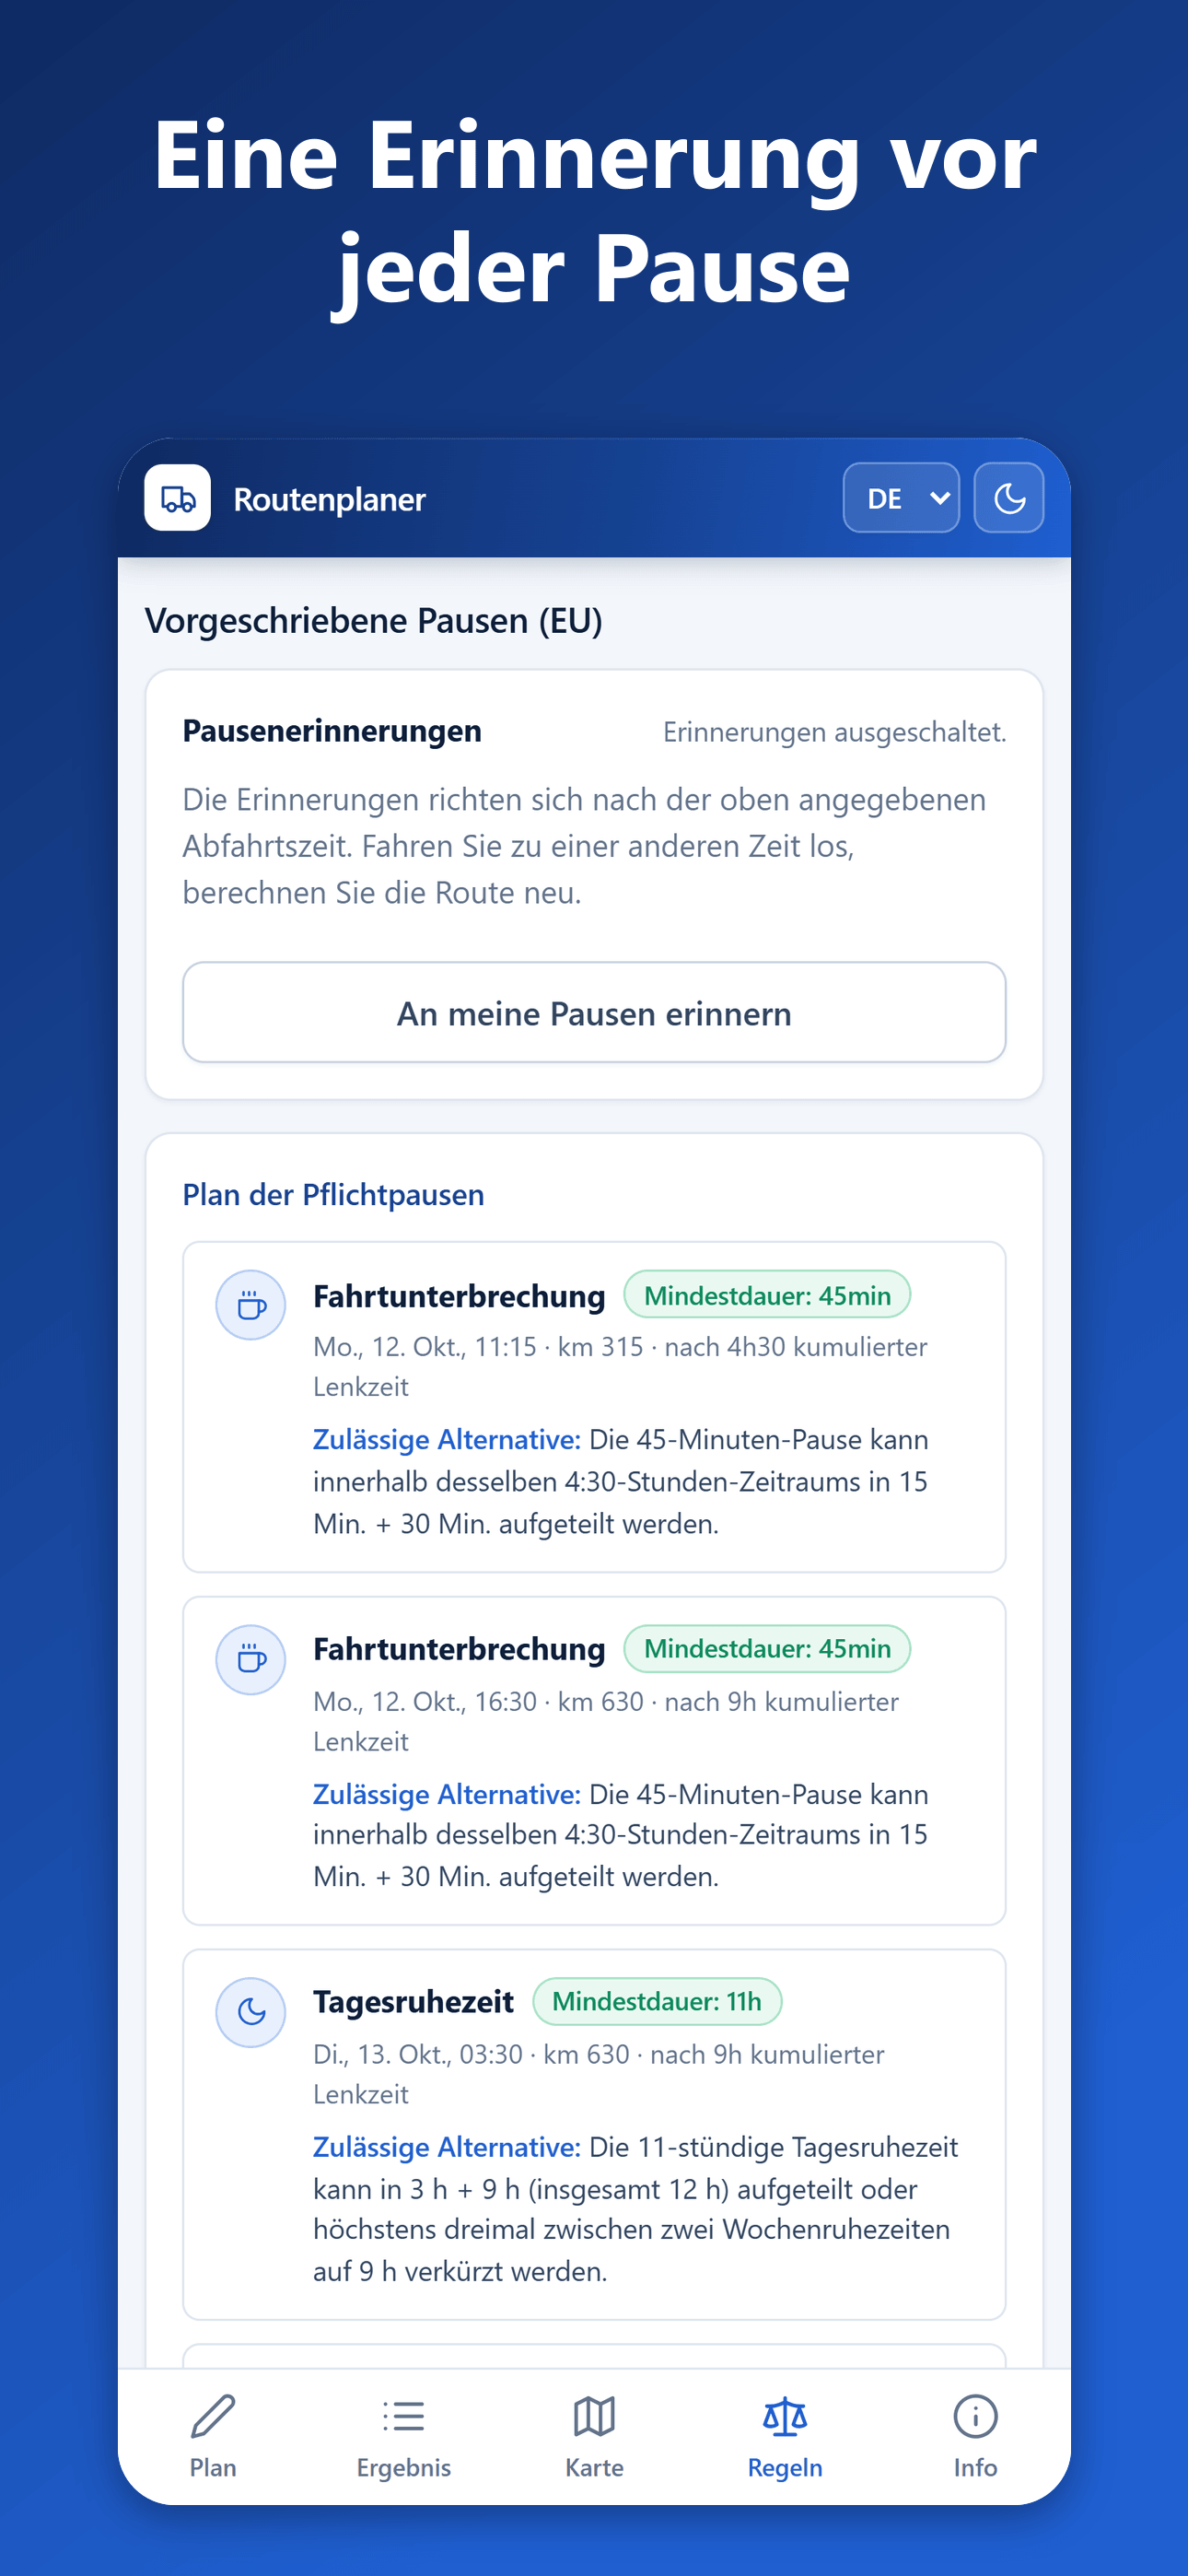 Eine Erinnerung vor
jeder Pause
Routenplaner
DE
Vorgeschriebene Pausen (EU)
Pausenerinnerungen
Erinnerungen ausgeschaltet.
Die Erinnerungen richten sich nach der oben angegebenen
Abfahrtszeit. Fahren Sie zu einer anderen Zeit los,
berechnen Sie die Route neu.
An meine Pausen erinnern
Plan der Pflichtpausen
Fahrtunterbrechung
Mindestdauer: 45min
Mo., 12. Okt., 11:15 · km 315 · nach 4h30 kumulierter
Lenkzeit
Zulässige Alternative: Die 45-Minuten-Pause kann
innerhalb desselben 4:30-Stunden-Zeitraums in 15
Min. + 30 Min. aufgeteilt werden.
Fahrtunterbrechung
Mindestdauer: 45min
Mo., 12. Okt., 16:30 · km 630 · nach 9h kumulierter
Lenkzeit
Zulässige Alternative: Die 45-Minuten-Pause kann
innerhalb desselben 4:30-Stunden-Zeitraums in 15
Min. + 30 Min. aufgeteilt werden.
Tagesruhezeit
Mindestdauer: 11h
Di., 13. Okt., 03:30 · km 630 · nach 9h kumulierter
Lenkzeit
Zulässige Alternative: Die 11-stündige Tagesruhezeit
kann in 3 h + 9 h (insgesamt 12 h) aufgeteilt oder
höchstens dreimal zwischen zwei Wochenruhezeiten
auf 9 h verkürzt werden.
Plan
Ergebnis
Karte
Regeln
Info